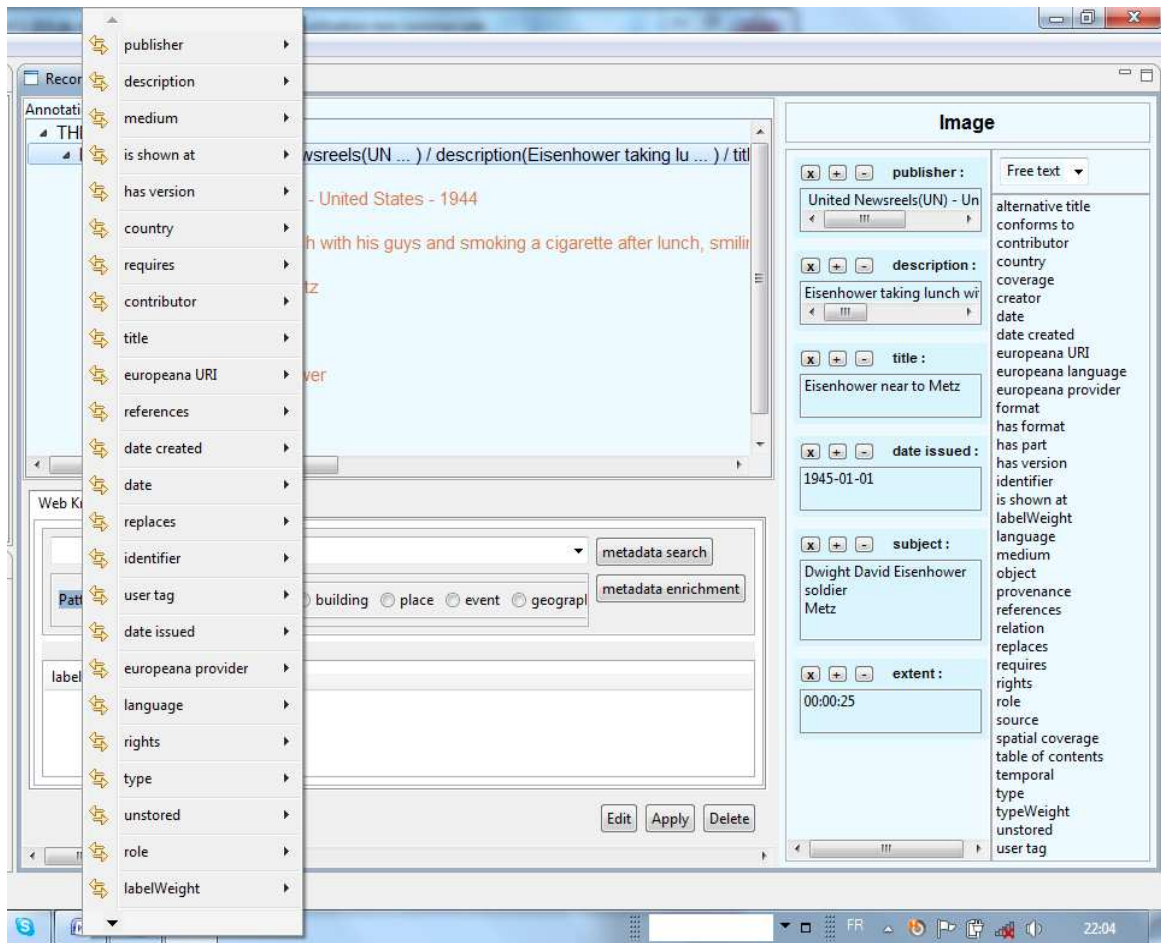 publisher
description
medium
is shown at
has version
country
requires
contributor
title
europeana URI
references
date created
date
replaces
identifier
user tag
date issued
europeana provider
language
rights
type
unstored
role
labelWeight
Recor
Annotati
THI
wsreels(UN ... ) / description(Eisenhower taking lu ... ) / titl
- United States - 1944
h with his guys and smoking a cigarette after lunch, smilin
tz
wer
Web Kn
metadata search
Patt
building place event geograpl
metadata enrichment
label
Edit Apply Delete
Image
x + - publisher :
United Newsreels(UN) - Un
x + - description :
Eisenhower taking lunch wit
x + - title :
Eisenhower near to Metz
x + - date issued :
1945-01-01
x + - subject :
Dwight David Eisenhower
soldier
Metz
x + - extent :
00:00:25
Free text
alternative title
conforms to
contributor
country
coverage
creator
date
date created
europeana URI
europeana language
europeana provider
format
has format
has part
has version
identifier
is shown at
labelWeight
language
medium
object
provenance
references
relation
replaces
requires
rights
role
source
spatial coverage
table of contents
temporal
type
typeWeight
unstored
user tag
FR
22:04